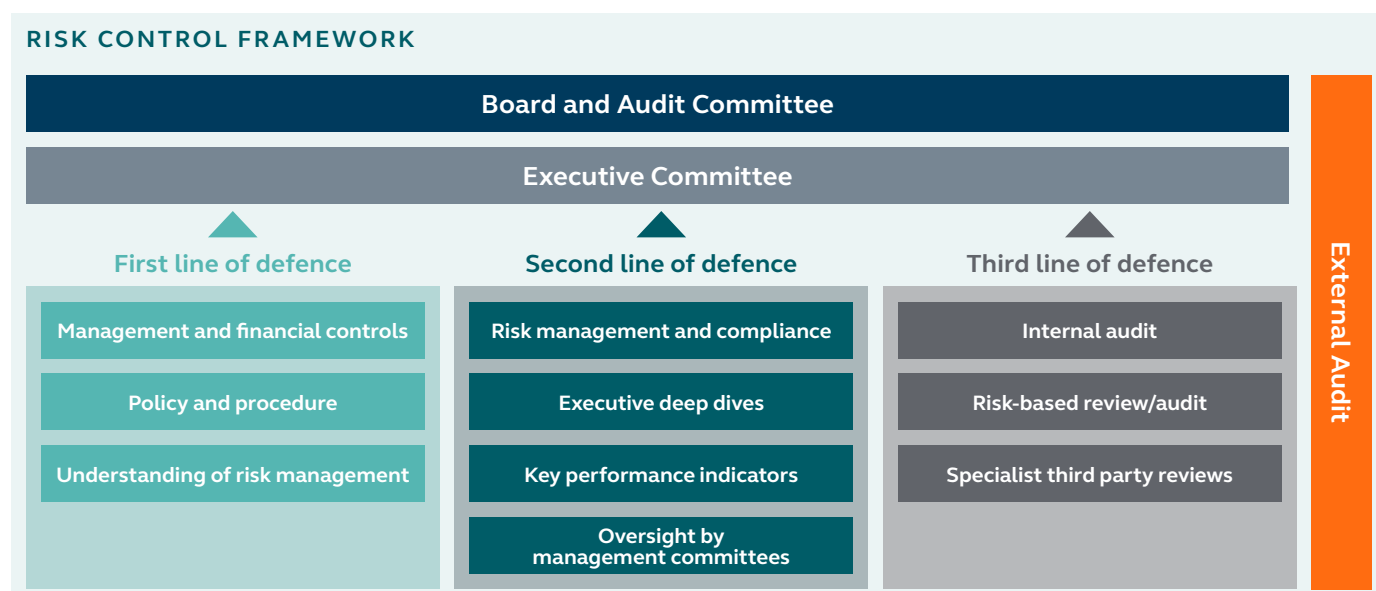 RISK CONTROL FRAMEWORK
Board and Audit Committee
Executive Committee
First line of defence
Management and financial controls
Policy and procedure
Understanding of risk management
Second line of defence
Risk management and compliance
Executive deep dives
Key performance indicators
Oversight by
management committees
Third line of defence
Internal audit
Risk-based review/audit
Specialist third party reviews
External Audit